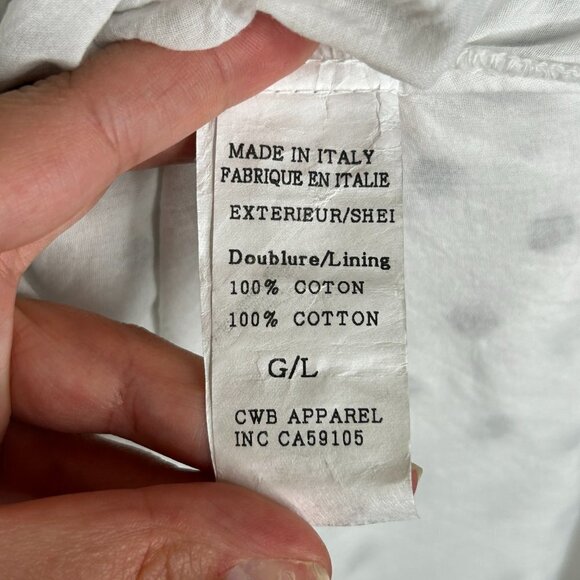 MADE IN ITALY
FABRIQUE EN ITALIE
EXTERIEUR/SHEI
Doublure/Lining
100% COTON
100% COTTON
G/L
CWB APPAREL
INC CA59105